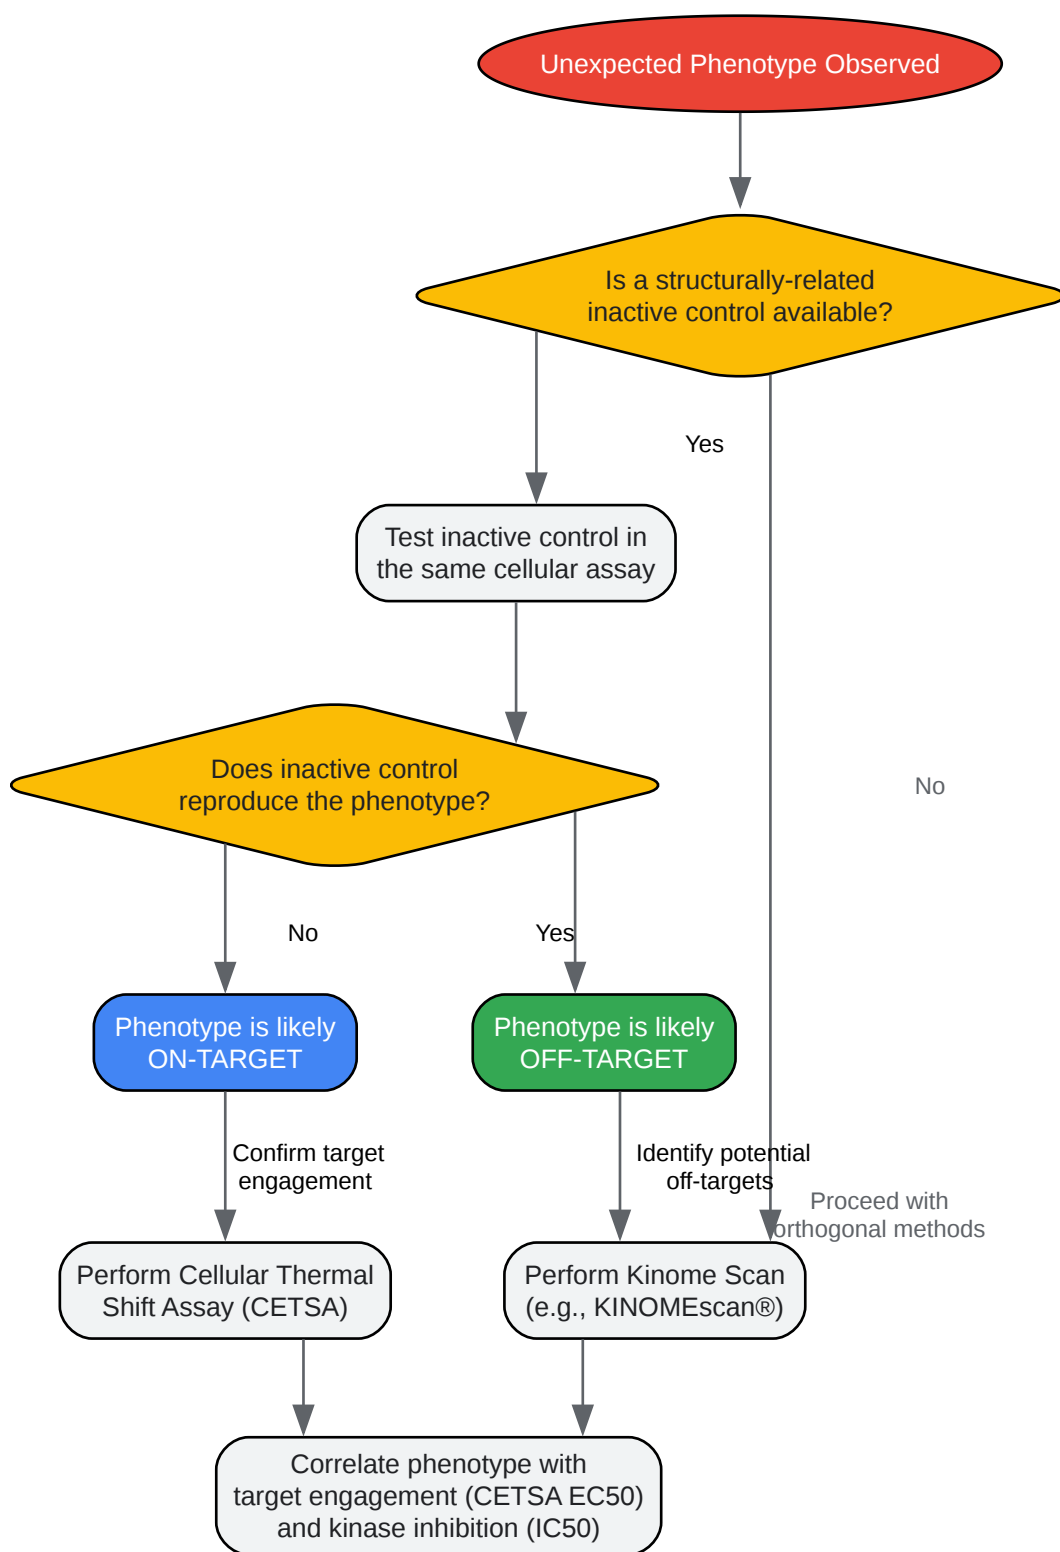 Unexpected Phenotype Observed
Is a structurally-related
inactive control available?
Yes
Test inactive control in
the same cellular assay
No
Does inactive control
reproduce the phenotype?
No
Yes
Phenotype is likely
ON-TARGET
Phenotype is likely
OFF-TARGET
Confirm target
engagement
Identify potential
off-targets
Proceed with
orthogonal methods
Perform Cellular Thermal
Shift Assay (CETSA)
Perform Kinome Scan
(e.g., KINOMEscan®)
Correlate phenotype with
target engagement (CETSA EC50)
and kinase inhibition (IC50)